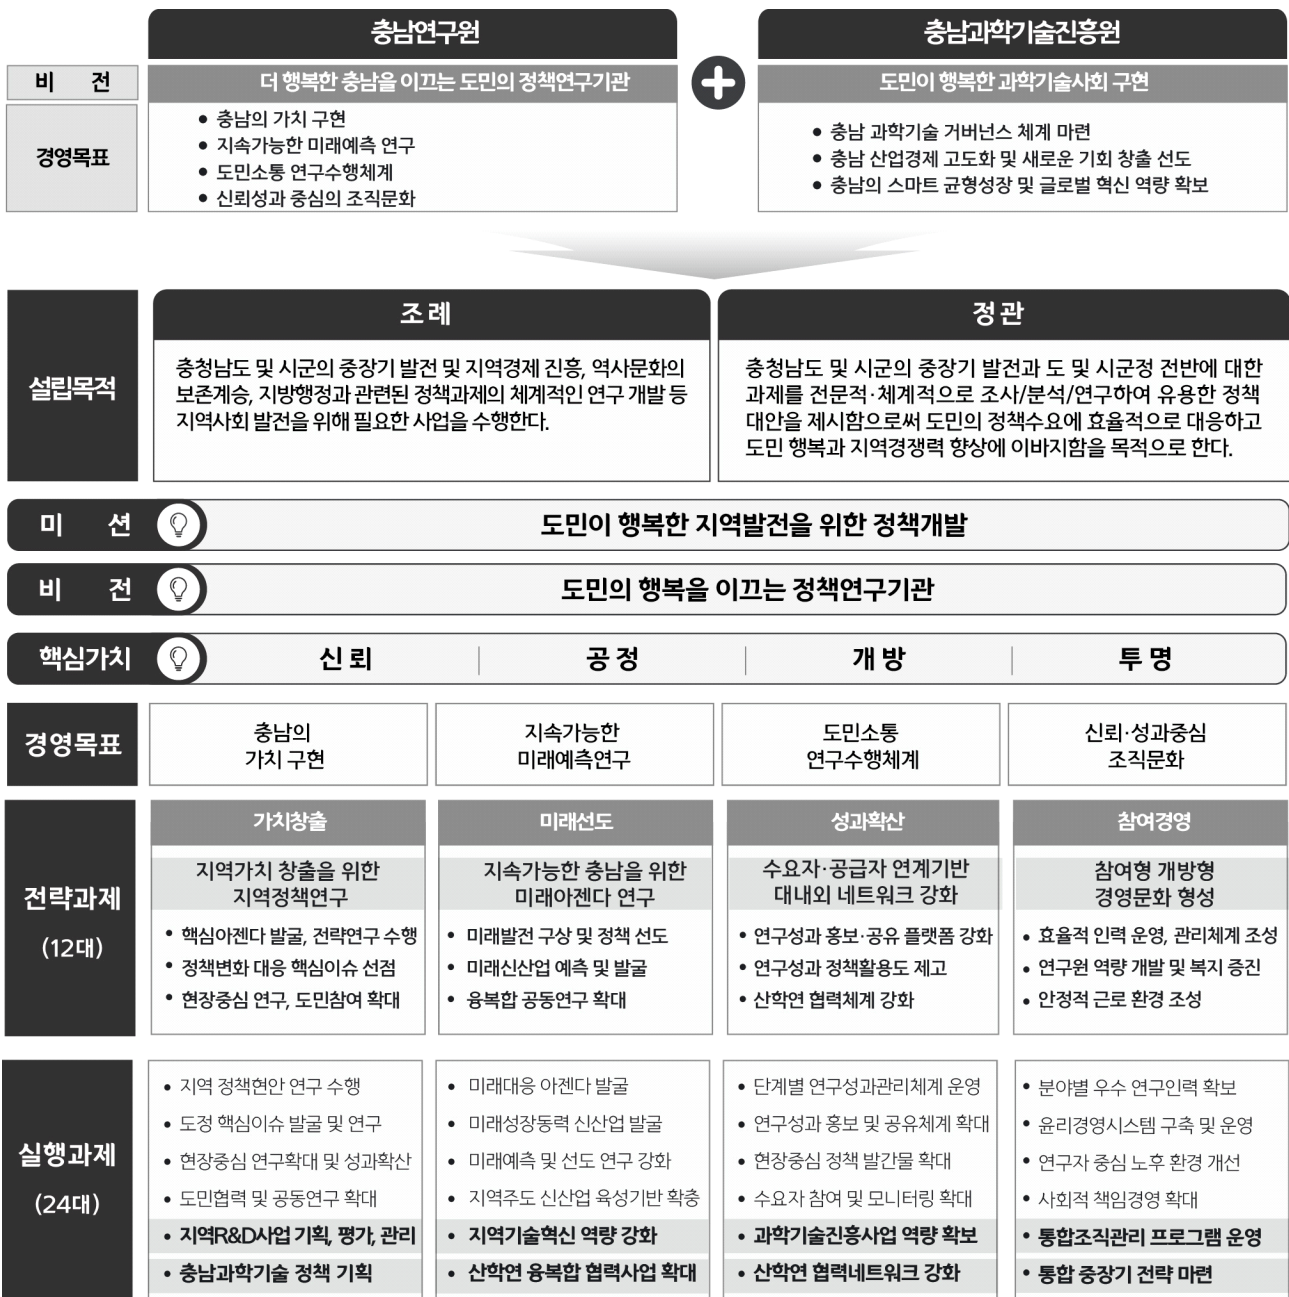 충남연구원
충남과학기술진흥원
비 전
더 행복한 충남을 이끄는 도민의 정책연구기관
도민이 행복한 과학기술사회 구현
경영목표
• 충남의 가치 구현
• 지속가능한 미래예측 연구
• 도민소통 연구수행체계
• 신뢰성과 중심의 조직문화
• 충남 과학기술 거버넌스 체계 마련
• 충남 산업경제 고도화 및 새로운 기회 창출 선도
• 충남의 스마트 균형성장 및 글로벌 혁신 역량 확보
설립목적
조 례
충청남도 및 시군의 중장기 발전 및 지역경제 진흥, 역사문화의
보존계승, 지방행정과 관련된 정책과제의 체계적인 연구 개발 등
지역사회 발전을 위해 필요한 사업을 수행한다.
정 관
충청남도 및 시군의 중장기 발전과 도 및 시군정 전반에 대한
과제를 전문적·체계적으로 조사/분석/연구하여 유용한 정책
대안을 제시함으로써 도민의 정책수요에 효율적으로 대응하고
도민 행복과 지역경쟁력 향상에 이바지함을 목적으로 한다.
미 션
도민이 행복한 지역발전을 위한 정책개발
비 전
도민의 행복을 이끄는 정책연구기관
핵심가치
신 뢰
공 정
개 방
투 명
경영목표
충남의
가치 구현
지속가능한
미래예측연구
도민소통
연구수행체계
신뢰·성과중심
조직문화
전략과제
(12대)
가치창출
지역가치 창출을 위한
지역정책연구
• 핵심아젠다 발굴, 전략연구 수행
• 정책변화 대응 핵심이슈 선점
• 현장중심 연구, 도민참여 확대
미래선도
지속가능한 충남을 위한
미래아젠다 연구
• 미래발전 구상 및 정책 선도
• 미래신산업 예측 및 발굴
• 융복합 공동연구 확대
성과확산
수요자·공급자 연계기반
대내외 네트워크 강화
• 연구성과 홍보·공유 플랫폼 강화
• 연구성과 정책활용도 제고
• 산학연 협력체계 강화
참여경영
참여형 개방형
경영문화 형성
• 효율적 인력 운영, 관리체계 조성
• 연구원 역량 개발 및 복지 증진
• 안정적 근로 환경 조성
실행과제
(24대)
• 지역 정책현안 연구 수행
• 도정 핵심이슈 발굴 및 연구
• 현장중심 연구확대 및 성과확산
• 도민협력 및 공동연구 확대
• 지역R&D사업 기획, 평가, 관리
• 충남과학기술 정책 기획
• 미래대응 아젠다 발굴
• 미래성장동력 신산업 발굴
• 미래예측 및 선도 연구 강화
• 지역주도 신산업 육성기반 확충
• 지역기술혁신 역량 강화
• 산학연 융복합 협력사업 확대
• 단계별 연구성과관리체계 운영
• 연구성과 홍보 및 공유체계 확대
• 현장중심 정책 발간물 확대
• 수요자 참여 및 모니터링 확대
• 과학기술진흥사업 역량 확보
• 산학연 협력네트워크 강화
• 분야별 우수 연구인력 확보
• 윤리경영시스템 구축 및 운영
• 연구자 중심 노후 환경 개선
• 사회적 책임경영 확대
• 통합조직관리 프로그램 운영
• 통합 중장기 전략 마련